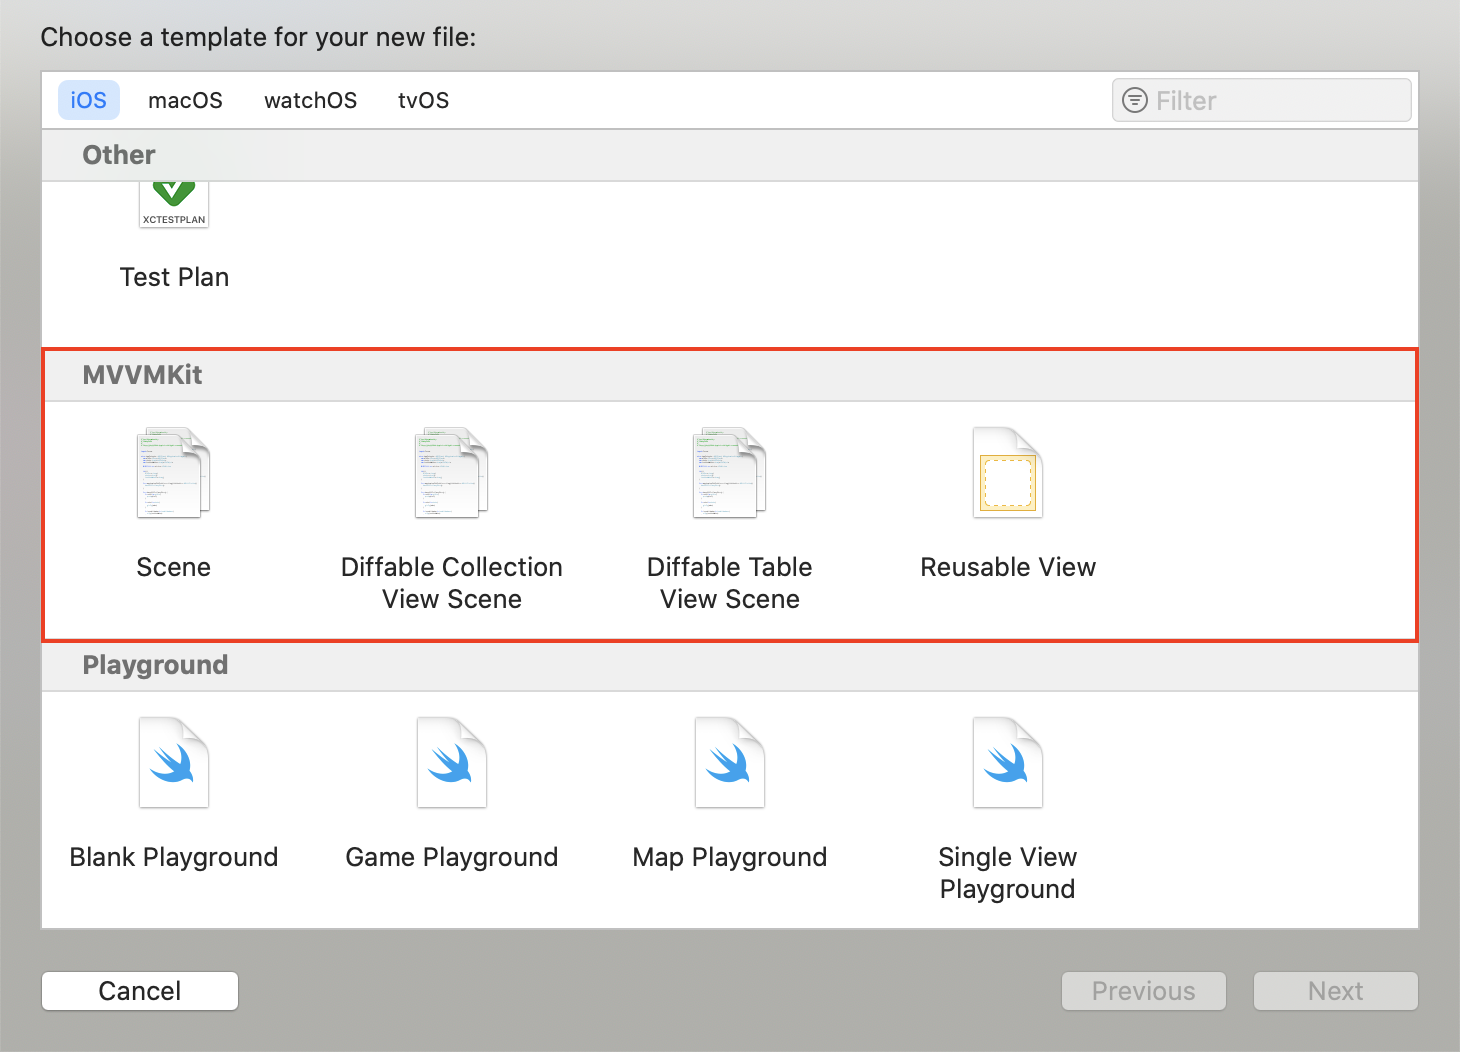 Choose a template for your new file:
iOS macOS watchOS tvOS Filter
Other
XCTESTPLAN
Test Plan
MVVMKit
Scene
Diffable Collection
View Scene
Diffable Table
View Scene
Reusable View
Playground
Blank Playground
Game Playground
Map Playground
Single View
Playground
Cancel Previous Next